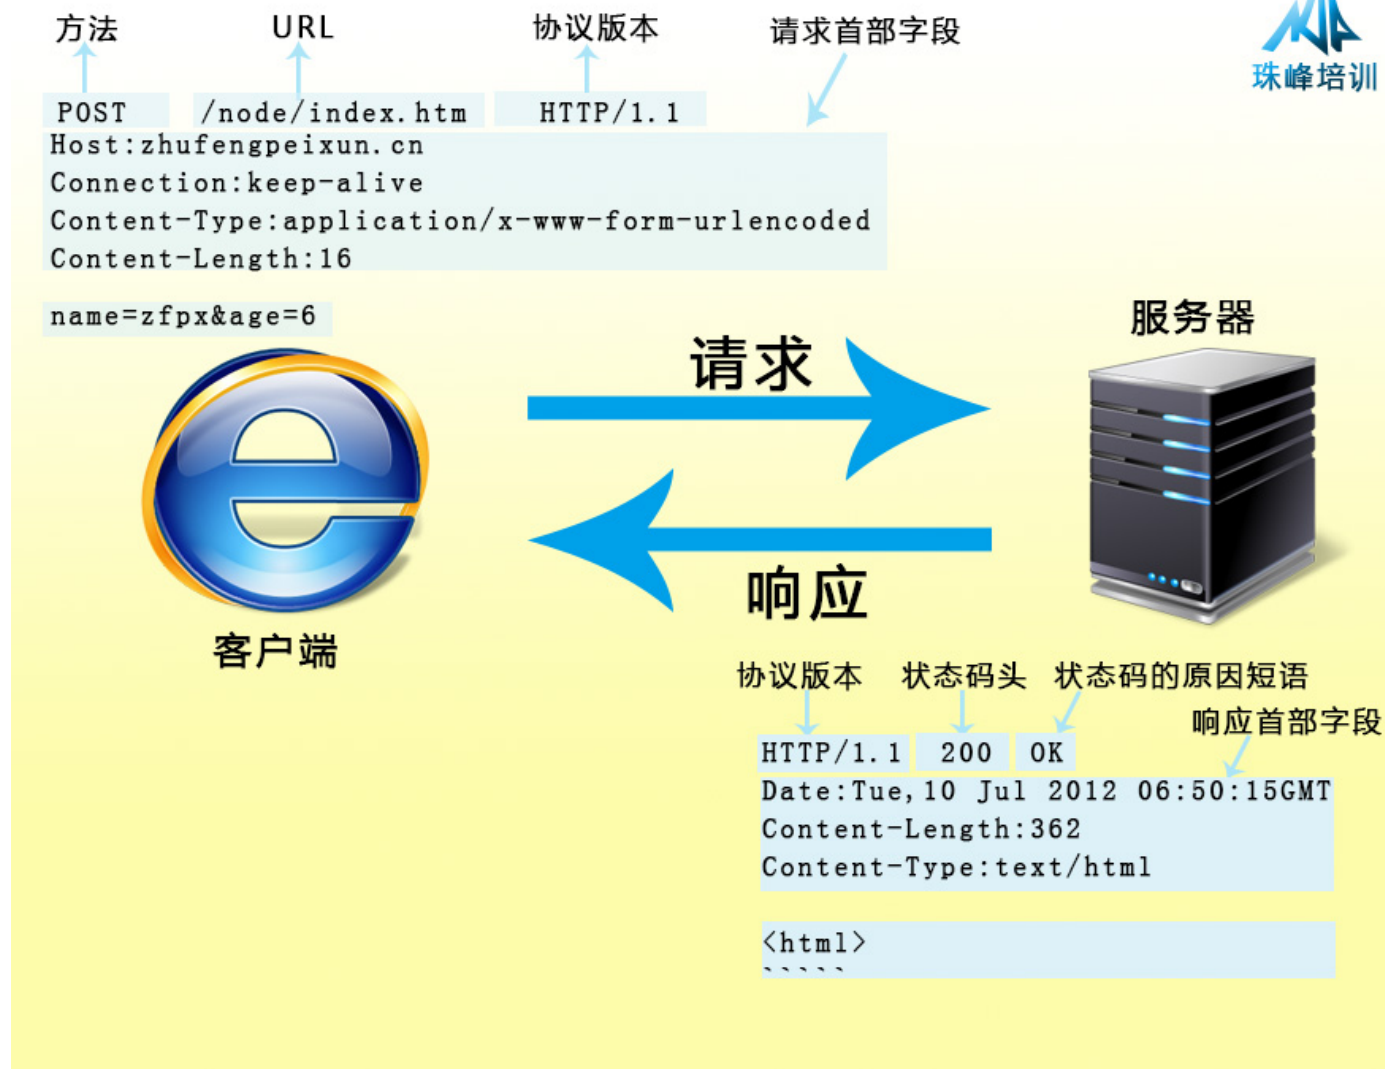 方法 URL 协议版本 请求首部字段
珠峰培训
POST /node/index.htm HTTP/1.1
Host:zhufengpeixun.cn
Connection:keep-alive
Content-Type:application/x-www-form-urlencoded
Content-Length:16
name=zfpx&age=6
服务器
请求
响应
客户端
协议版本 状态码头 状态码的原因短语
响应首部字段
HTTP/1.1 200 OK
Date:Tue,10 Jul 2012 06:50:15GMT
Content-Length:362
Content-Type:text/html
<html>
`````